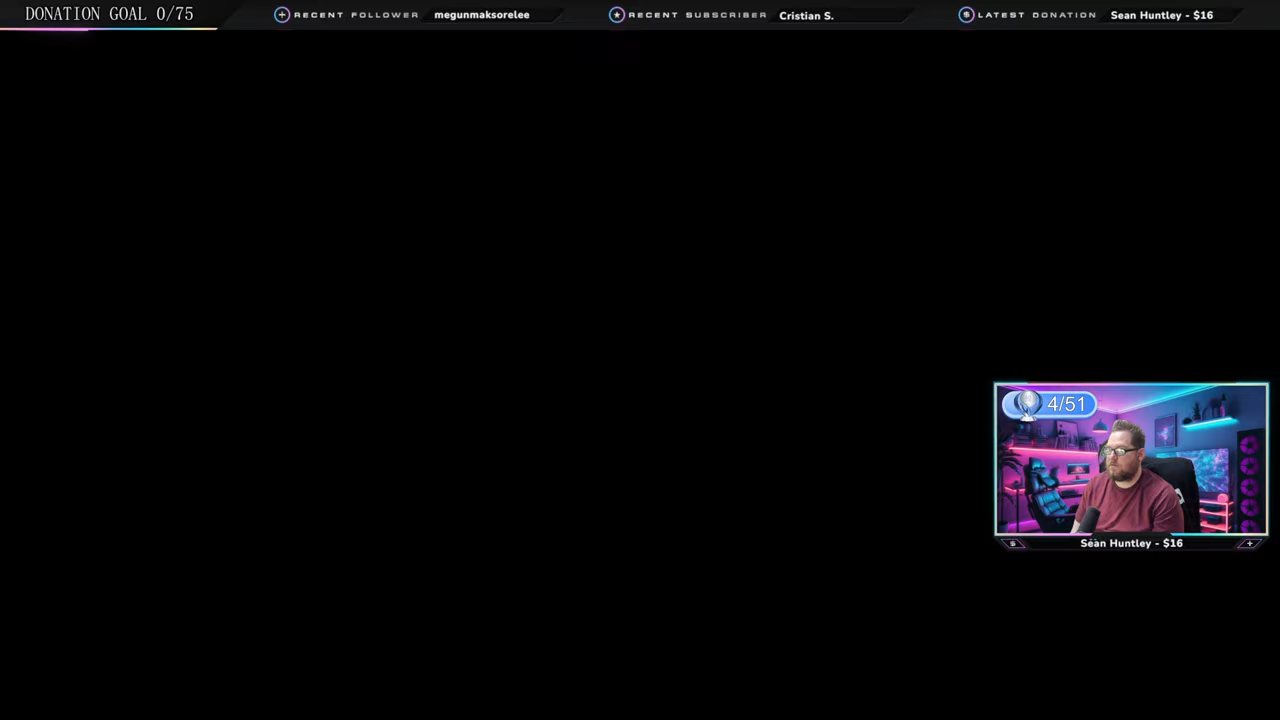 DONATION GOAL 0/75
RECENT FOLLOWER megunmaksorelee
RECENT SUBSCRIBER Cristian S.
LATEST DONATION Sean Huntley - $16
4/51
Sean Huntley - $16